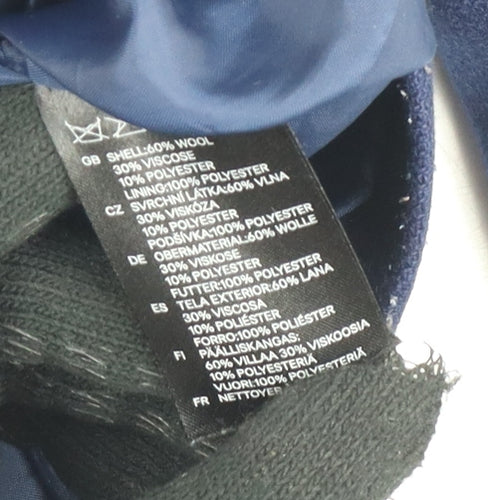 GB SHELL:60% WOOL
30% VISCOSE
10% POLYESTER
LINING:100% POLYESTER
CZ SVRCHNÍ LÁTKA:60% VLNA
30% VISKÓZA
10% POLYESTER
PODŠÍVKA:100% POLYESTER
DE OBERMATERIAL:60% WOLLE
30% VISKOSE
10% POLYESTER
FUTTER:100% POLYESTER
ES TELA EXTERIOR:60% LANA
30% VISCOSA
10% POLIÉSTER
FORRO:100% POLIÉSTER
FI PÄÄLLISKANGAS:
60% VILLAA 30% VISKOOSIA
10% POLYESTERIÄ
VUORI:100% POLYESTERIÄ
FR NETTOYER